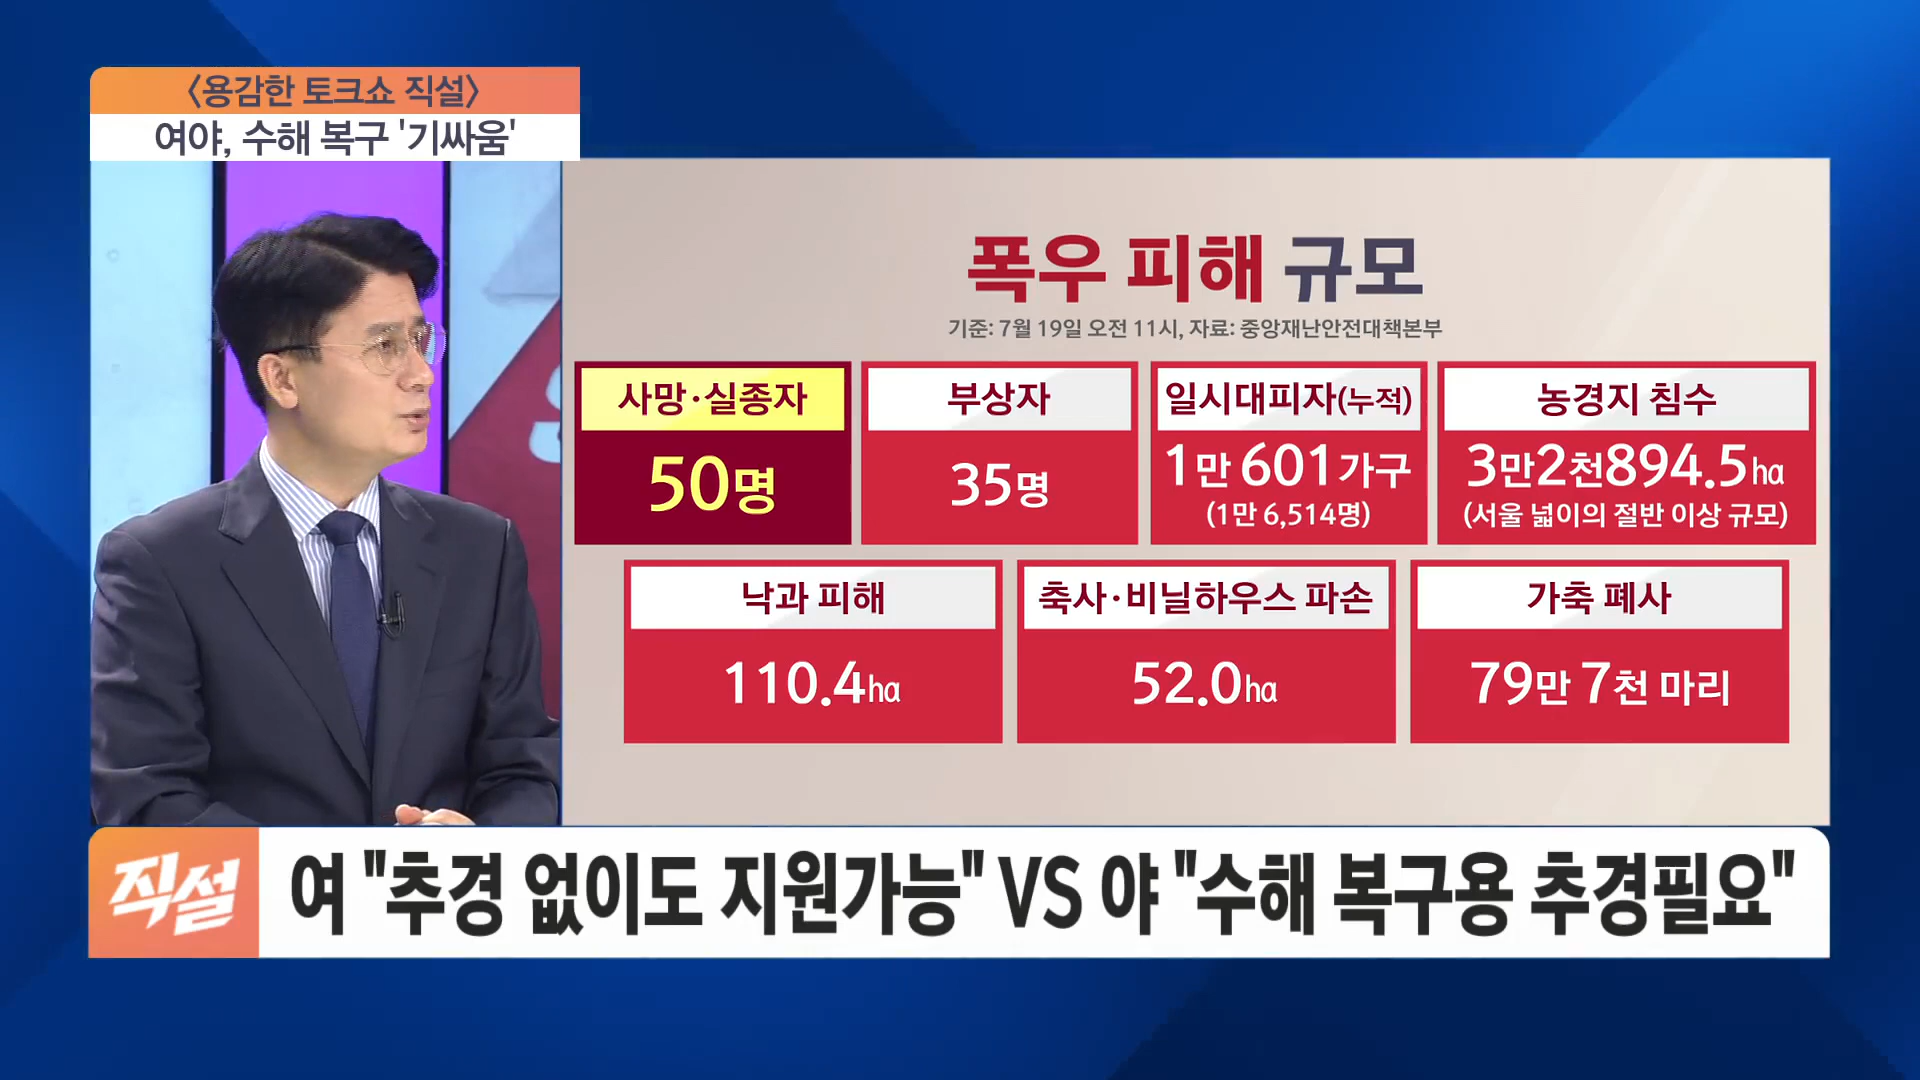 〈용감한 토크쇼 직설〉
여야, 수해 복구 '기싸움'
폭우 피해 규모
기준: 7월 19일 오전 11시, 자료: 중앙재난안전대책본부
사망·실종자
50명
부상자
35명
일시대피자(누적)
1만 601가구
(1만 6,514명)
농경지 침수
3만2천894.5㏊
(서울 넓이의 절반 이상 규모)
낙과 피해
110.4㏊
축사·비닐하우스 파손
52.0㏊
가축 폐사
79만 7천 마리
직설
여 "추경 없이도 지원가능" VS 야 "수해 복구용 추경필요"